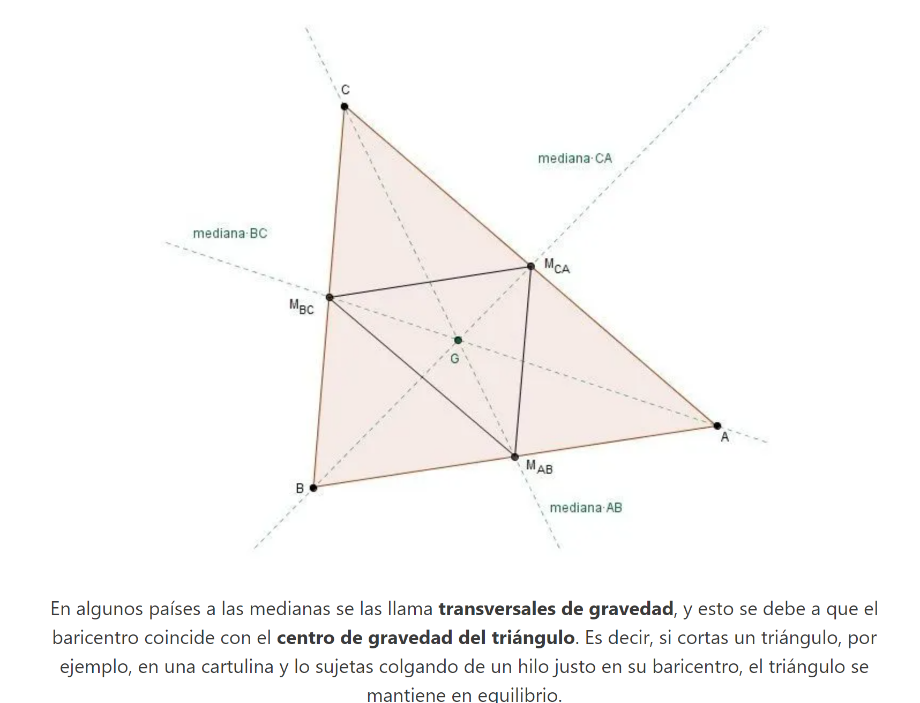 C
mediana·CA
mediana·BC
M_CA
M_BC
G
A
M_AB
B
mediana·AB
En algunos países a las medianas se las llama transversales de gravedad, y esto se debe a que el
baricentro coincide con el centro de gravedad del triángulo. Es decir, si cortas un triángulo, por
ejemplo, en una cartulina y lo sujetas colgando de un hilo justo en su baricentro, el triángulo se
mantiene en equilibrio.